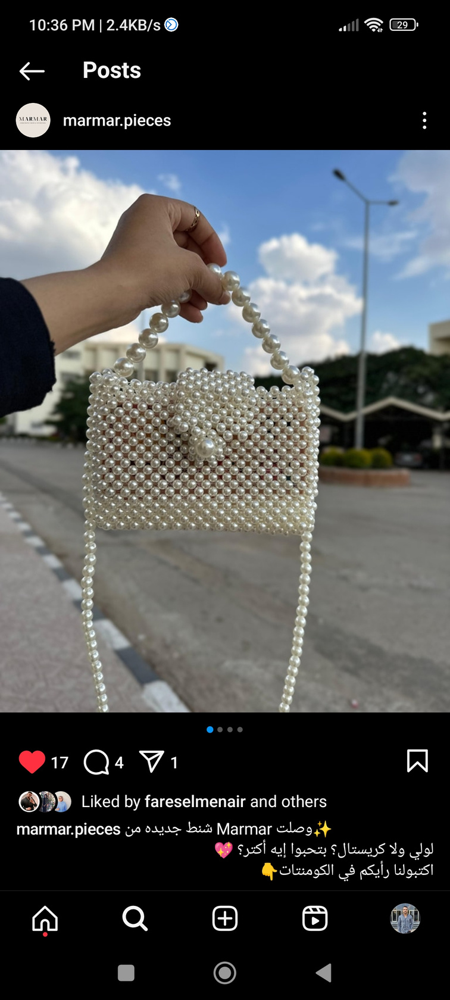 10:36 PM | 2.4KB/s
29
Posts
MARMAR
marmar.pieces
17
4
1
Liked by fareselmenair and others
marmar.pieces وصلت Marmar شنط جديده من✨
لولي ولا كريستال؟ بتحبوا إيه أكتر؟ 💖
اكتبولنا رأيكم في الكومنتات👇